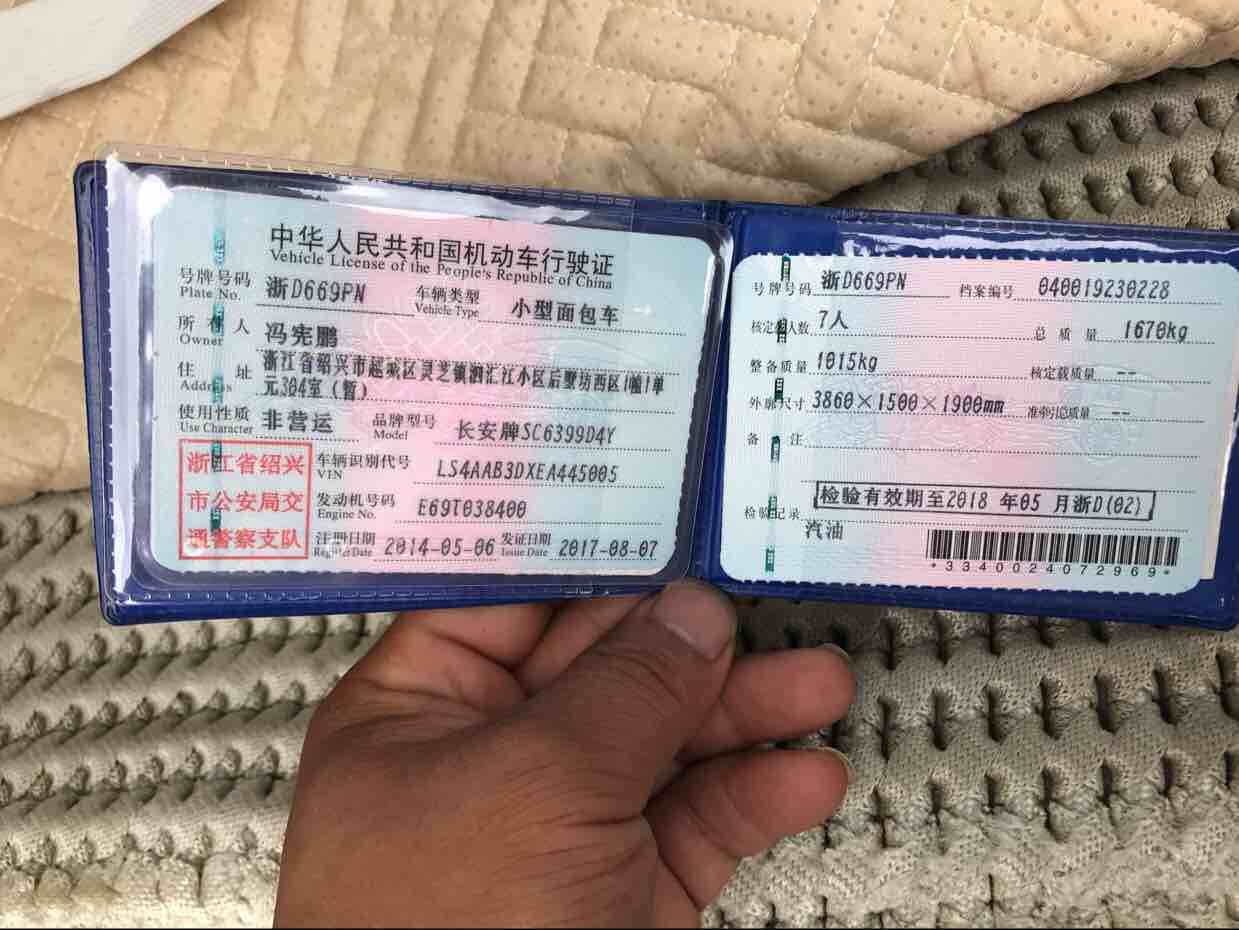 中华人民共和国机动车行驶证
Vehicle License of the People's Republic of China
号牌号码 浙D669PN 车辆类型 小型面包车
Plate No. Vehicle Type
所有人 冯宪鹏
Owner
住址 浙江省绍兴市越城区灵芝镇洄汇江小区后墅坊西区1幢1单
Address 元304室(暂)
使用性质 非营运 品牌型号 长安牌SC6399D4Y
Use Character Model
浙江省绍兴
市公安局交
通警察支队
车辆识别代号 LS4AAB3DXEA445005
VIN
发动机号码 E69T038400
Engine No.
注册日期 2014-05-06 发证日期 2017-08-07
Register Date Issue Date
号牌号码 浙D669PN 档案编号 040019230228
核定载人数 7人 总质量 1670kg
整备质量 1015kg 核定载质量 --
外廓尺寸 3860×1500×1900mm 准牵引总质量 --
备注
检验有效期至2018 年05 月浙D(02)
检验记录
汽油
*3340024072969*